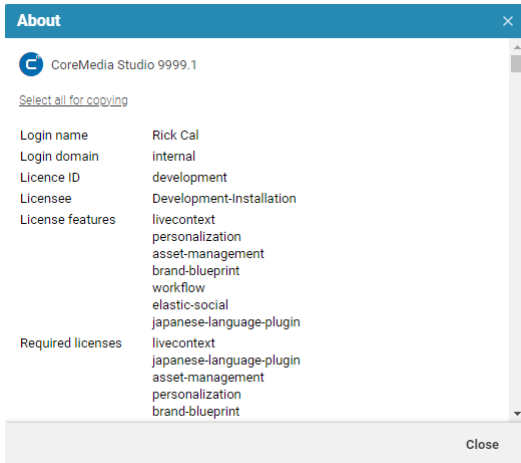 About
CoreMedia Studio 9999.1
Select all for copying
Login name Rick Cal
Login domain internal
Licence ID development
Licensee Development-Installation
License features livecontext
personalization
asset-management
brand-blueprint
workflow
elastic-social
japanese-language-plugin
Required licenses livecontext
japanese-language-plugin
asset-management
personalization
brand-blueprint
Close